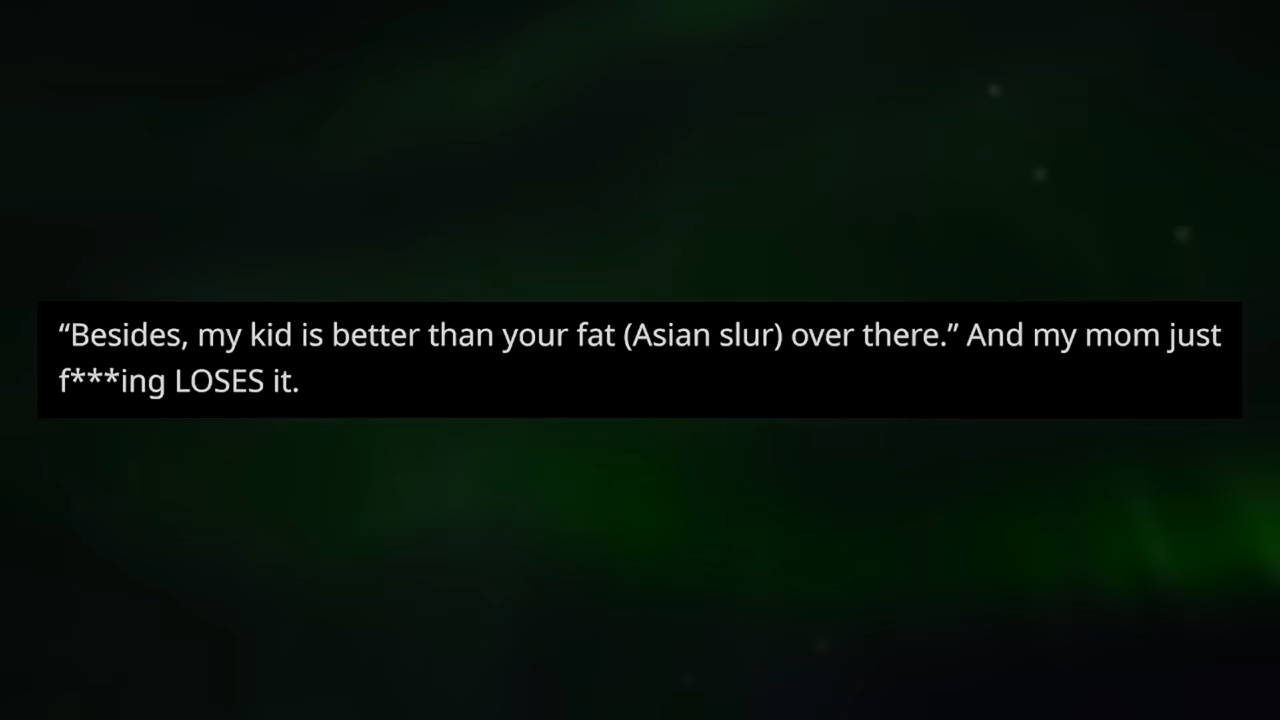 “Besides, my kid is better than your fat (Asian slur) over there.” And my mom just
f***ing LOSES it.